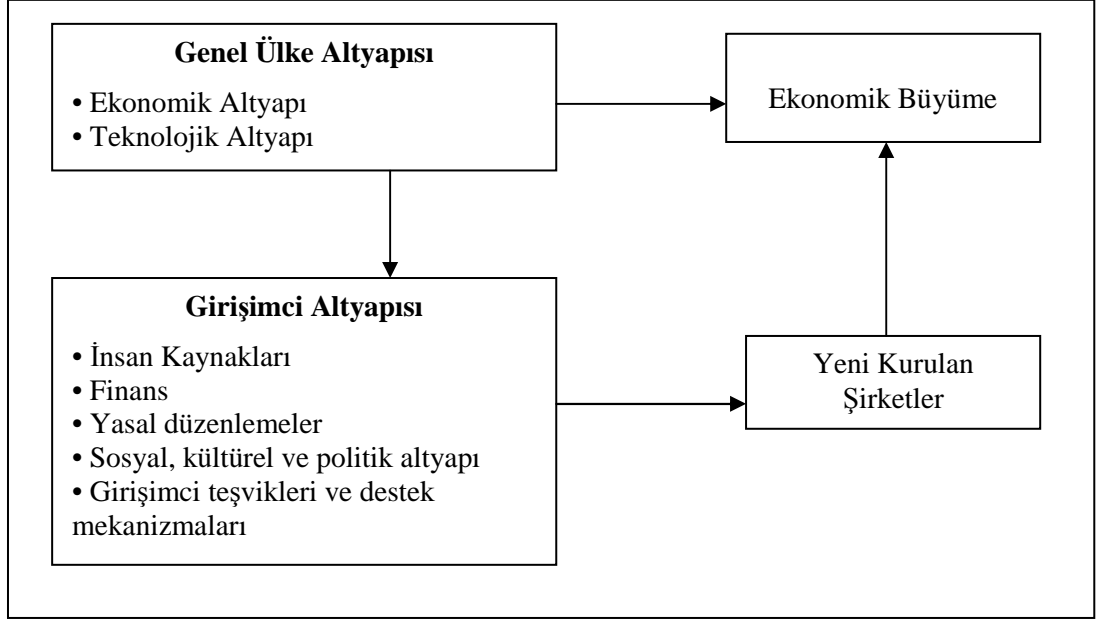 Genel Ülke Altyapısı
• Ekonomik Altyapı
• Teknolojik Altyapı
Ekonomik Büyüme
Girişimci Altyapısı
• İnsan Kaynakları
• Finans
• Yasal düzenlemeler
• Sosyal, kültürel ve politik altyapı
• Girişimci teşvikleri ve destek
mekanizmaları
Yeni Kurulan
Şirketler